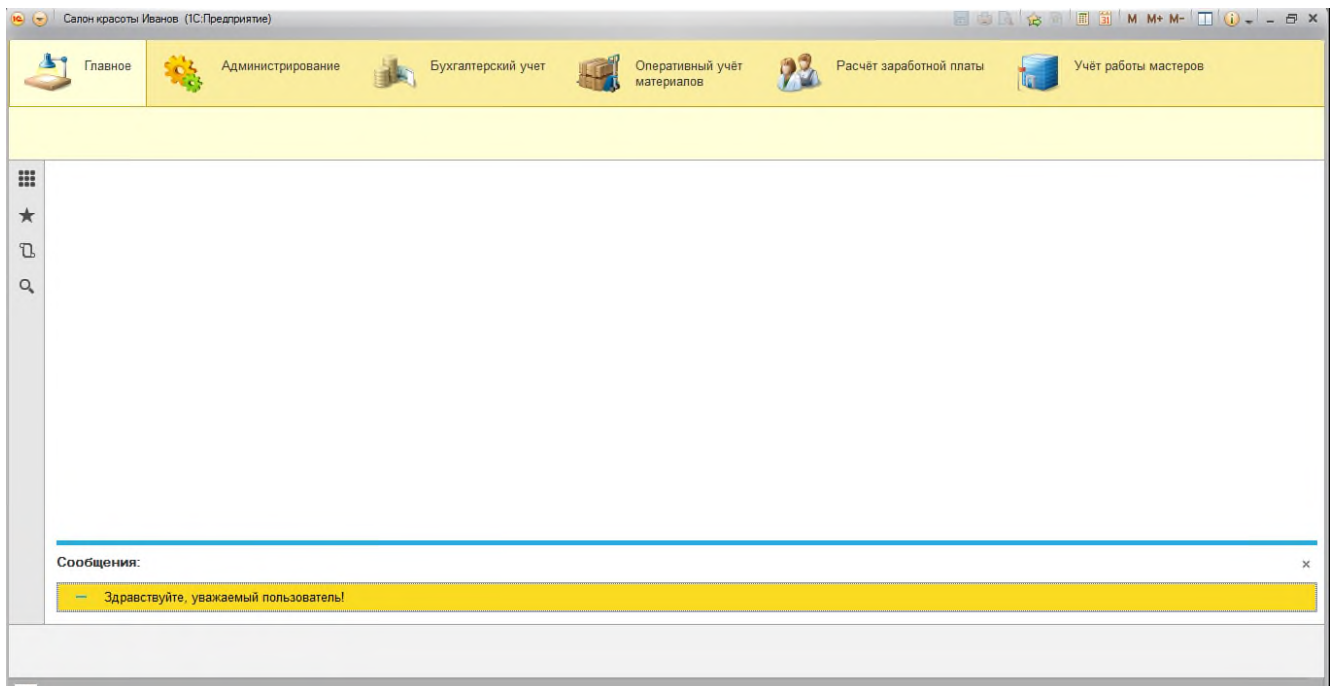 Салон красоты Иванов (1С:Предприятие)
M M+ M-
Главное
Администрирование
Бухгалтерский учет
Оперативный учёт
материалов
Расчёт заработной платы
Учёт работы мастеров
Сообщения:
Здравствуйте, уважаемый пользователь!